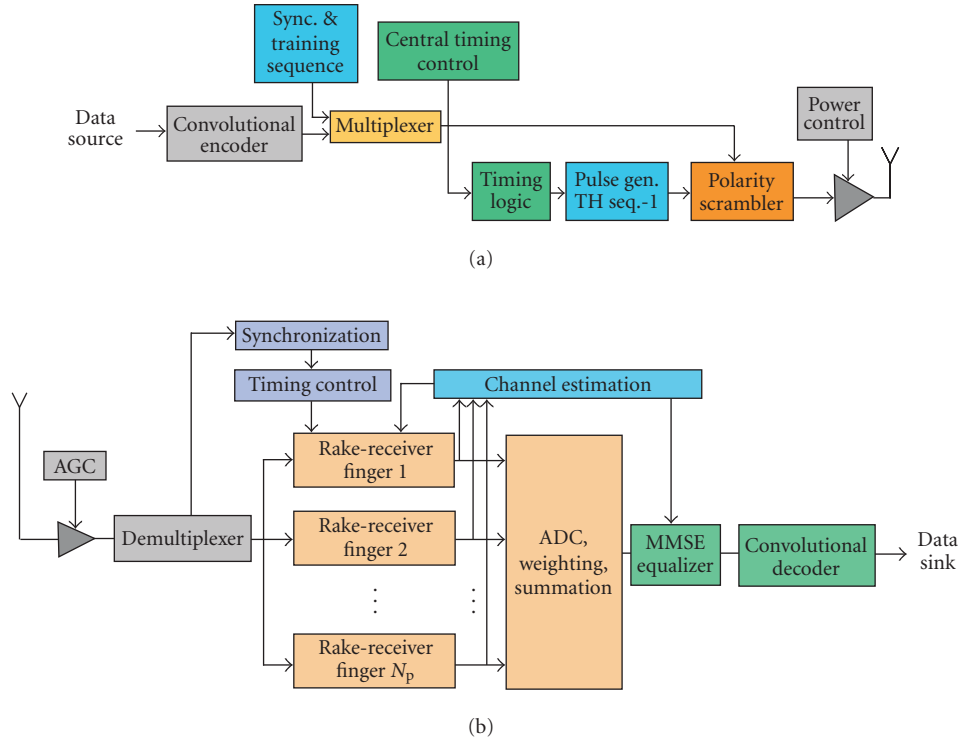 Sync. &
training
sequence
Central timing
control
Data
source
Convolutional
encoder
Multiplexer
Power
control
Timing
logic
Pulse gen.
TH seq.-1
Polarity
scrambler
(a)
Synchronization
Timing control
Channel estimation
AGC
Demultiplexer
Rake-receiver
finger 1
Rake-receiver
finger 2
Rake-receiver
finger Np
ADC,
weighting,
summation
MMSE
equalizer
Convolutional
decoder
Data
sink
(b)